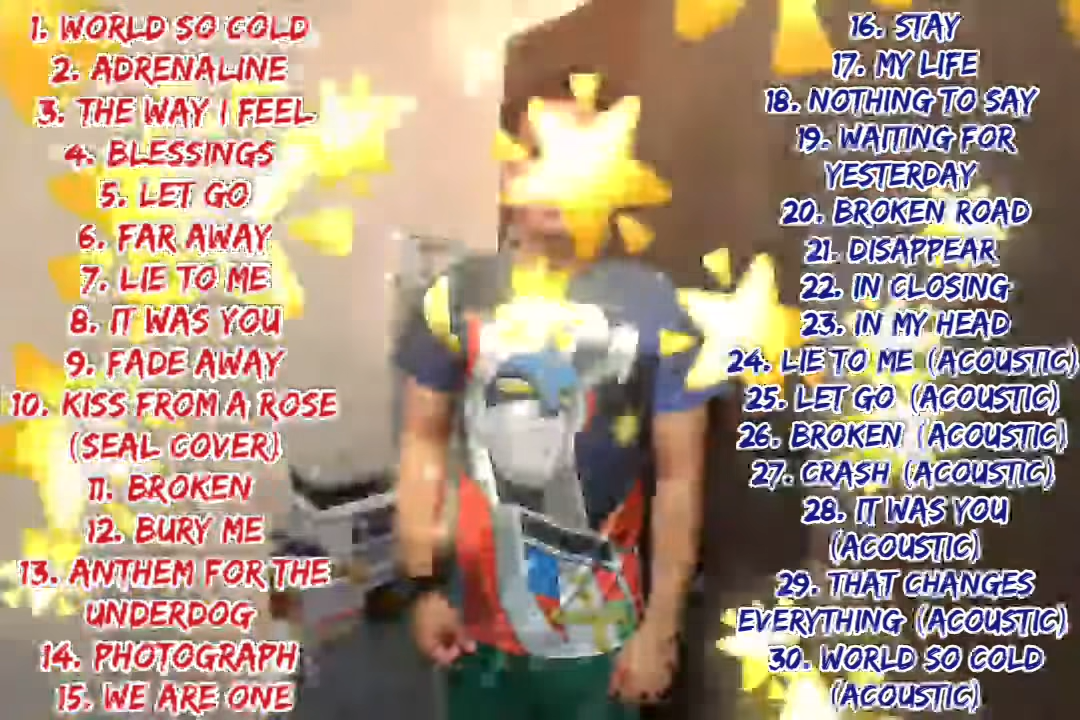 1. WORLD SO COLD
2. ADRENALINE
3. THE WAY I FEEL
4. BLESSINGS
5. LET GO
6. FAR AWAY
7. LIE TO ME
8. IT WAS YOU
9. FADE AWAY
10. KISS FROM A ROSE
(SEAL COVER)
11. BROKEN
12. BURY ME
13. ANTHEM FOR THE
UNDERDOG
14. PHOTOGRAPH
15. WE ARE ONE
16. STAY
17. MY LIFE
18. NOTHING TO SAY
19. WAITING FOR
YESTERDAY
20. BROKEN ROAD
21. DISAPPEAR
22. IN CLOSING
23. IN MY HEAD
24. LIE TO ME (ACOUSTIC)
25. LET GO (ACOUSTIC)
26. BROKEN (ACOUSTIC)
27. CRASH (ACOUSTIC)
28. IT WAS YOU
(ACOUSTIC)
29. THAT CHANGES
EVERYTHING (ACOUSTIC)
30. WORLD SO COLD
(ACOUSTIC)